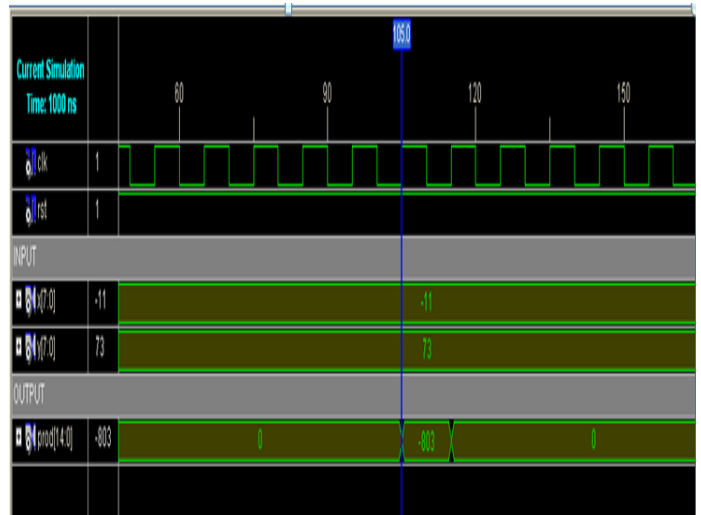 105.0
Current Simulation
Time: 1000 ns
60 90 120 150
clk 1
rst 1
INPUT
x[7:0] -11 -11
y[7:0] 73 73
OUTPUT
prod[14:0] -803 0 -803 0